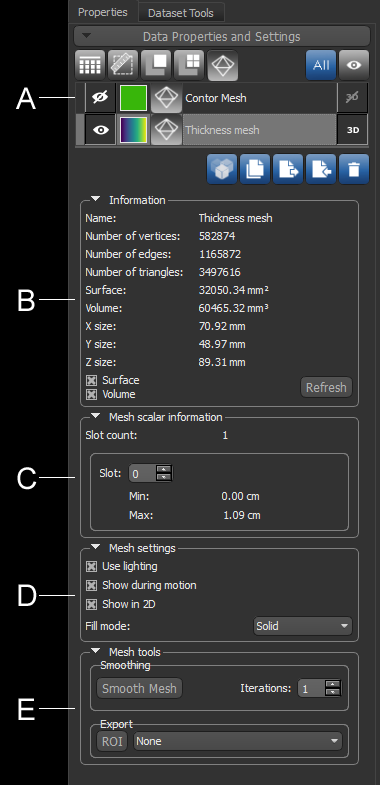 Properties Dataset Tools
Data Properties and Settings
All
A
Contor Mesh 3D
Thickness mesh 3D
Information
Name: Thickness mesh
Number of vertices: 582874
Number of edges: 1165872
Number of triangles: 3497616
Surface: 32050.34 mm²
B
Volume: 60465.32 mm³
X size: 70.92 mm
Y size: 48.97 mm
Z size: 89.31 mm
Surface
Volume
Refresh
Mesh scalar information
Slot count: 1
C
Slot: 0
Min: 0.00 cm
Max: 1.09 cm
Mesh settings
Use lighting
Show during motion
D
Show in 2D
Fill mode: Solid
Mesh tools
Smoothing
Smooth Mesh Iterations: 1
E
Export
ROI None